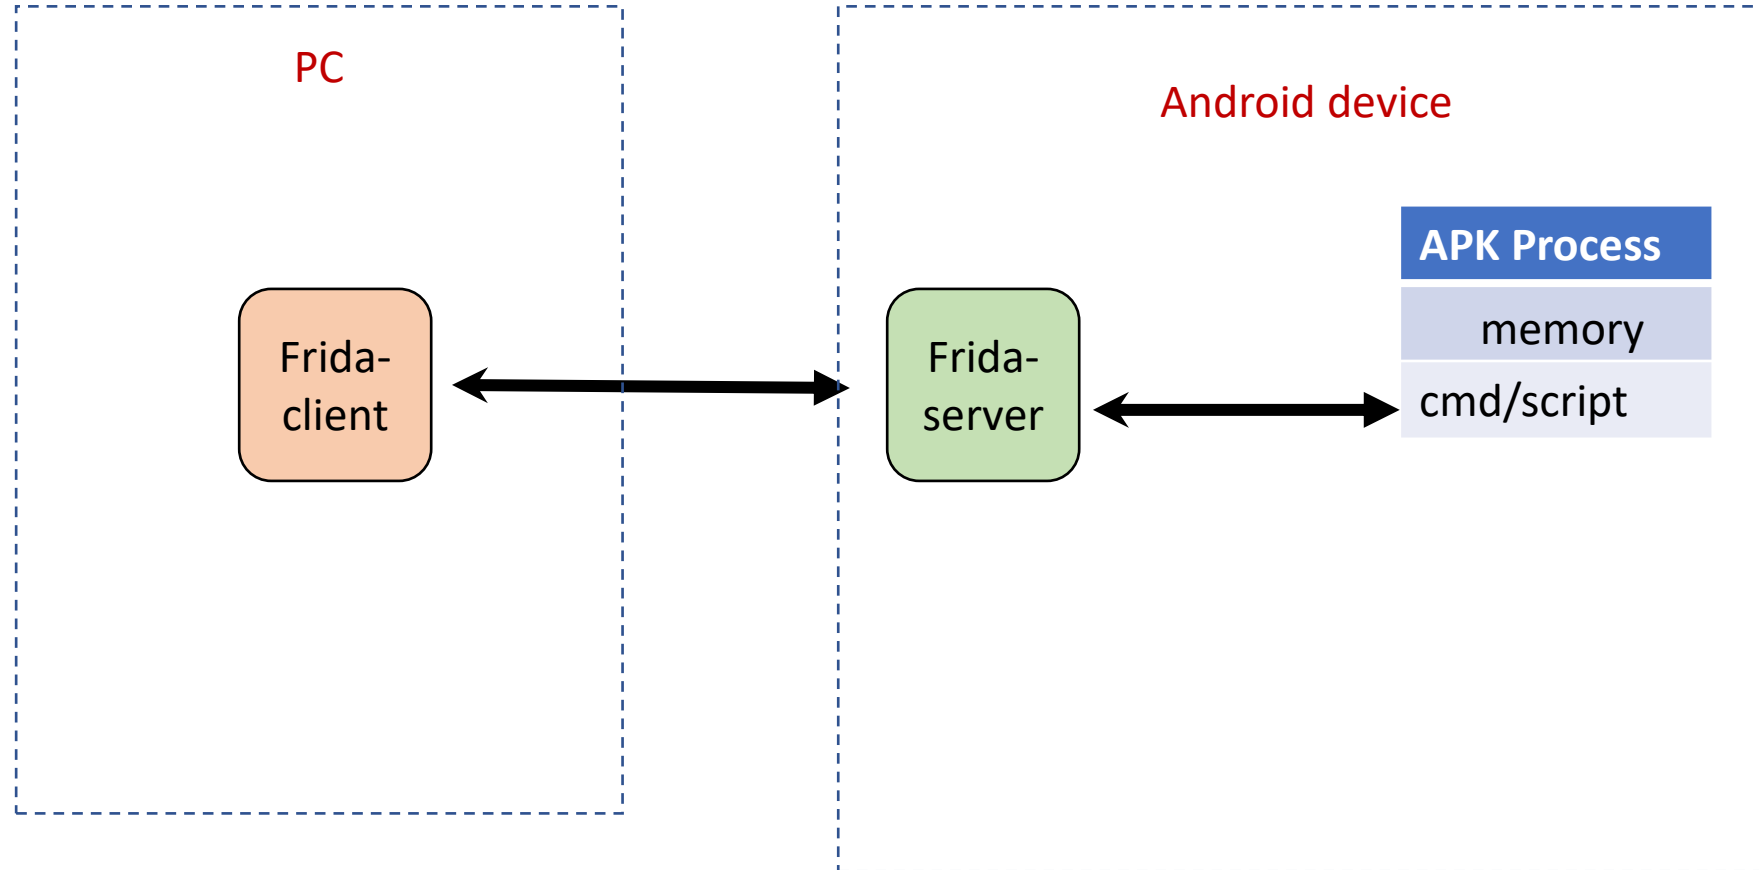 PC
Android device
Frida-
client
Frida-
server
APK Process
memory
cmd/script